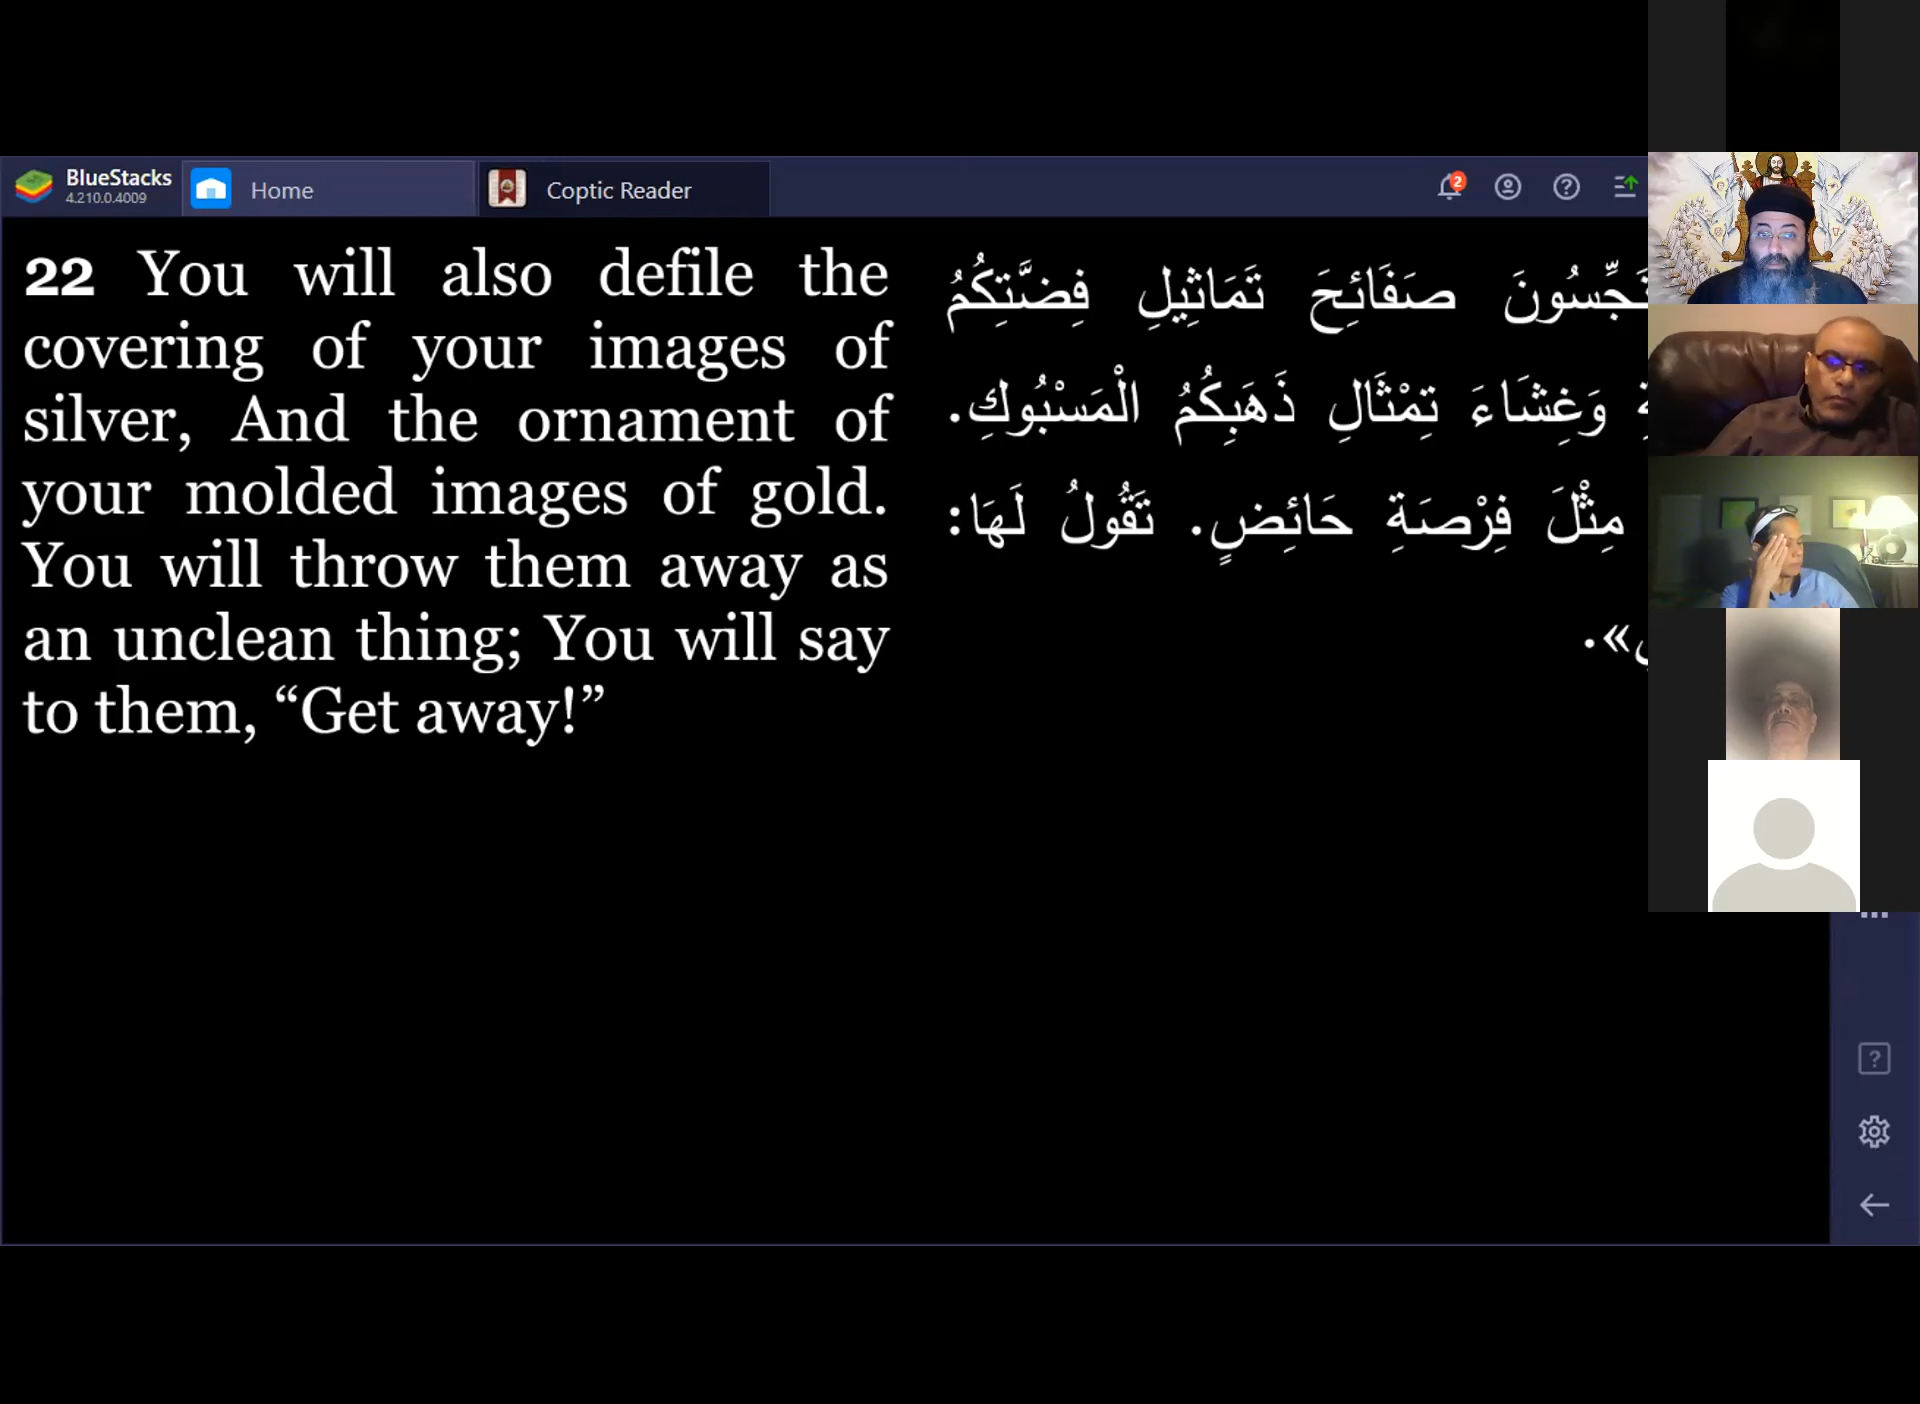 BlueStacks
4.210.0.4009
Home
Coptic Reader
2
22 You will also defile the
covering of your images of
silver, And the ornament of
your molded images of gold.
You will throw them away as
an unclean thing; You will say
to them, “Get away!”
صَفَائِحَ تَمَاثِيلِ فِضَّتِكُمُ
وَغِشَاءَ تِمْثَالِ ذَهَبِكُمُ الْمَسْبُوكِ.
مِثْلَ فِرْصَةِ حَائِضٍ. تَقُولُ لَهَا: